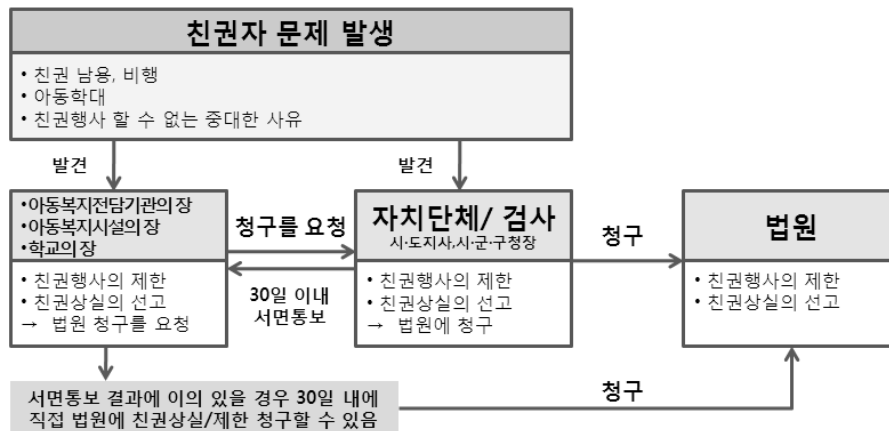 친권자 문제 발생
• 친권 남용, 비행
• 아동학대
• 친권행사 할 수 없는 중대한 사유
발견
발견
•아동복지전담기관의 장
•아동복지시설의 장
•학교의 장
• 친권행사의 제한
• 친권상실의 선고
→ 법원 청구를 요청
청구를 요청
30일 이내
서면통보
자치단체/ 검사
시·도지사,시·군·구청장
• 친권행사의 제한
• 친권상실의 선고
→ 법원에 청구
청구
법원
• 친권행사의 제한
• 친권상실의 선고
서면통보 결과에 이의 있을 경우 30일 내에
직접 법원에 친권상실/제한 청구할 수 있음
청구